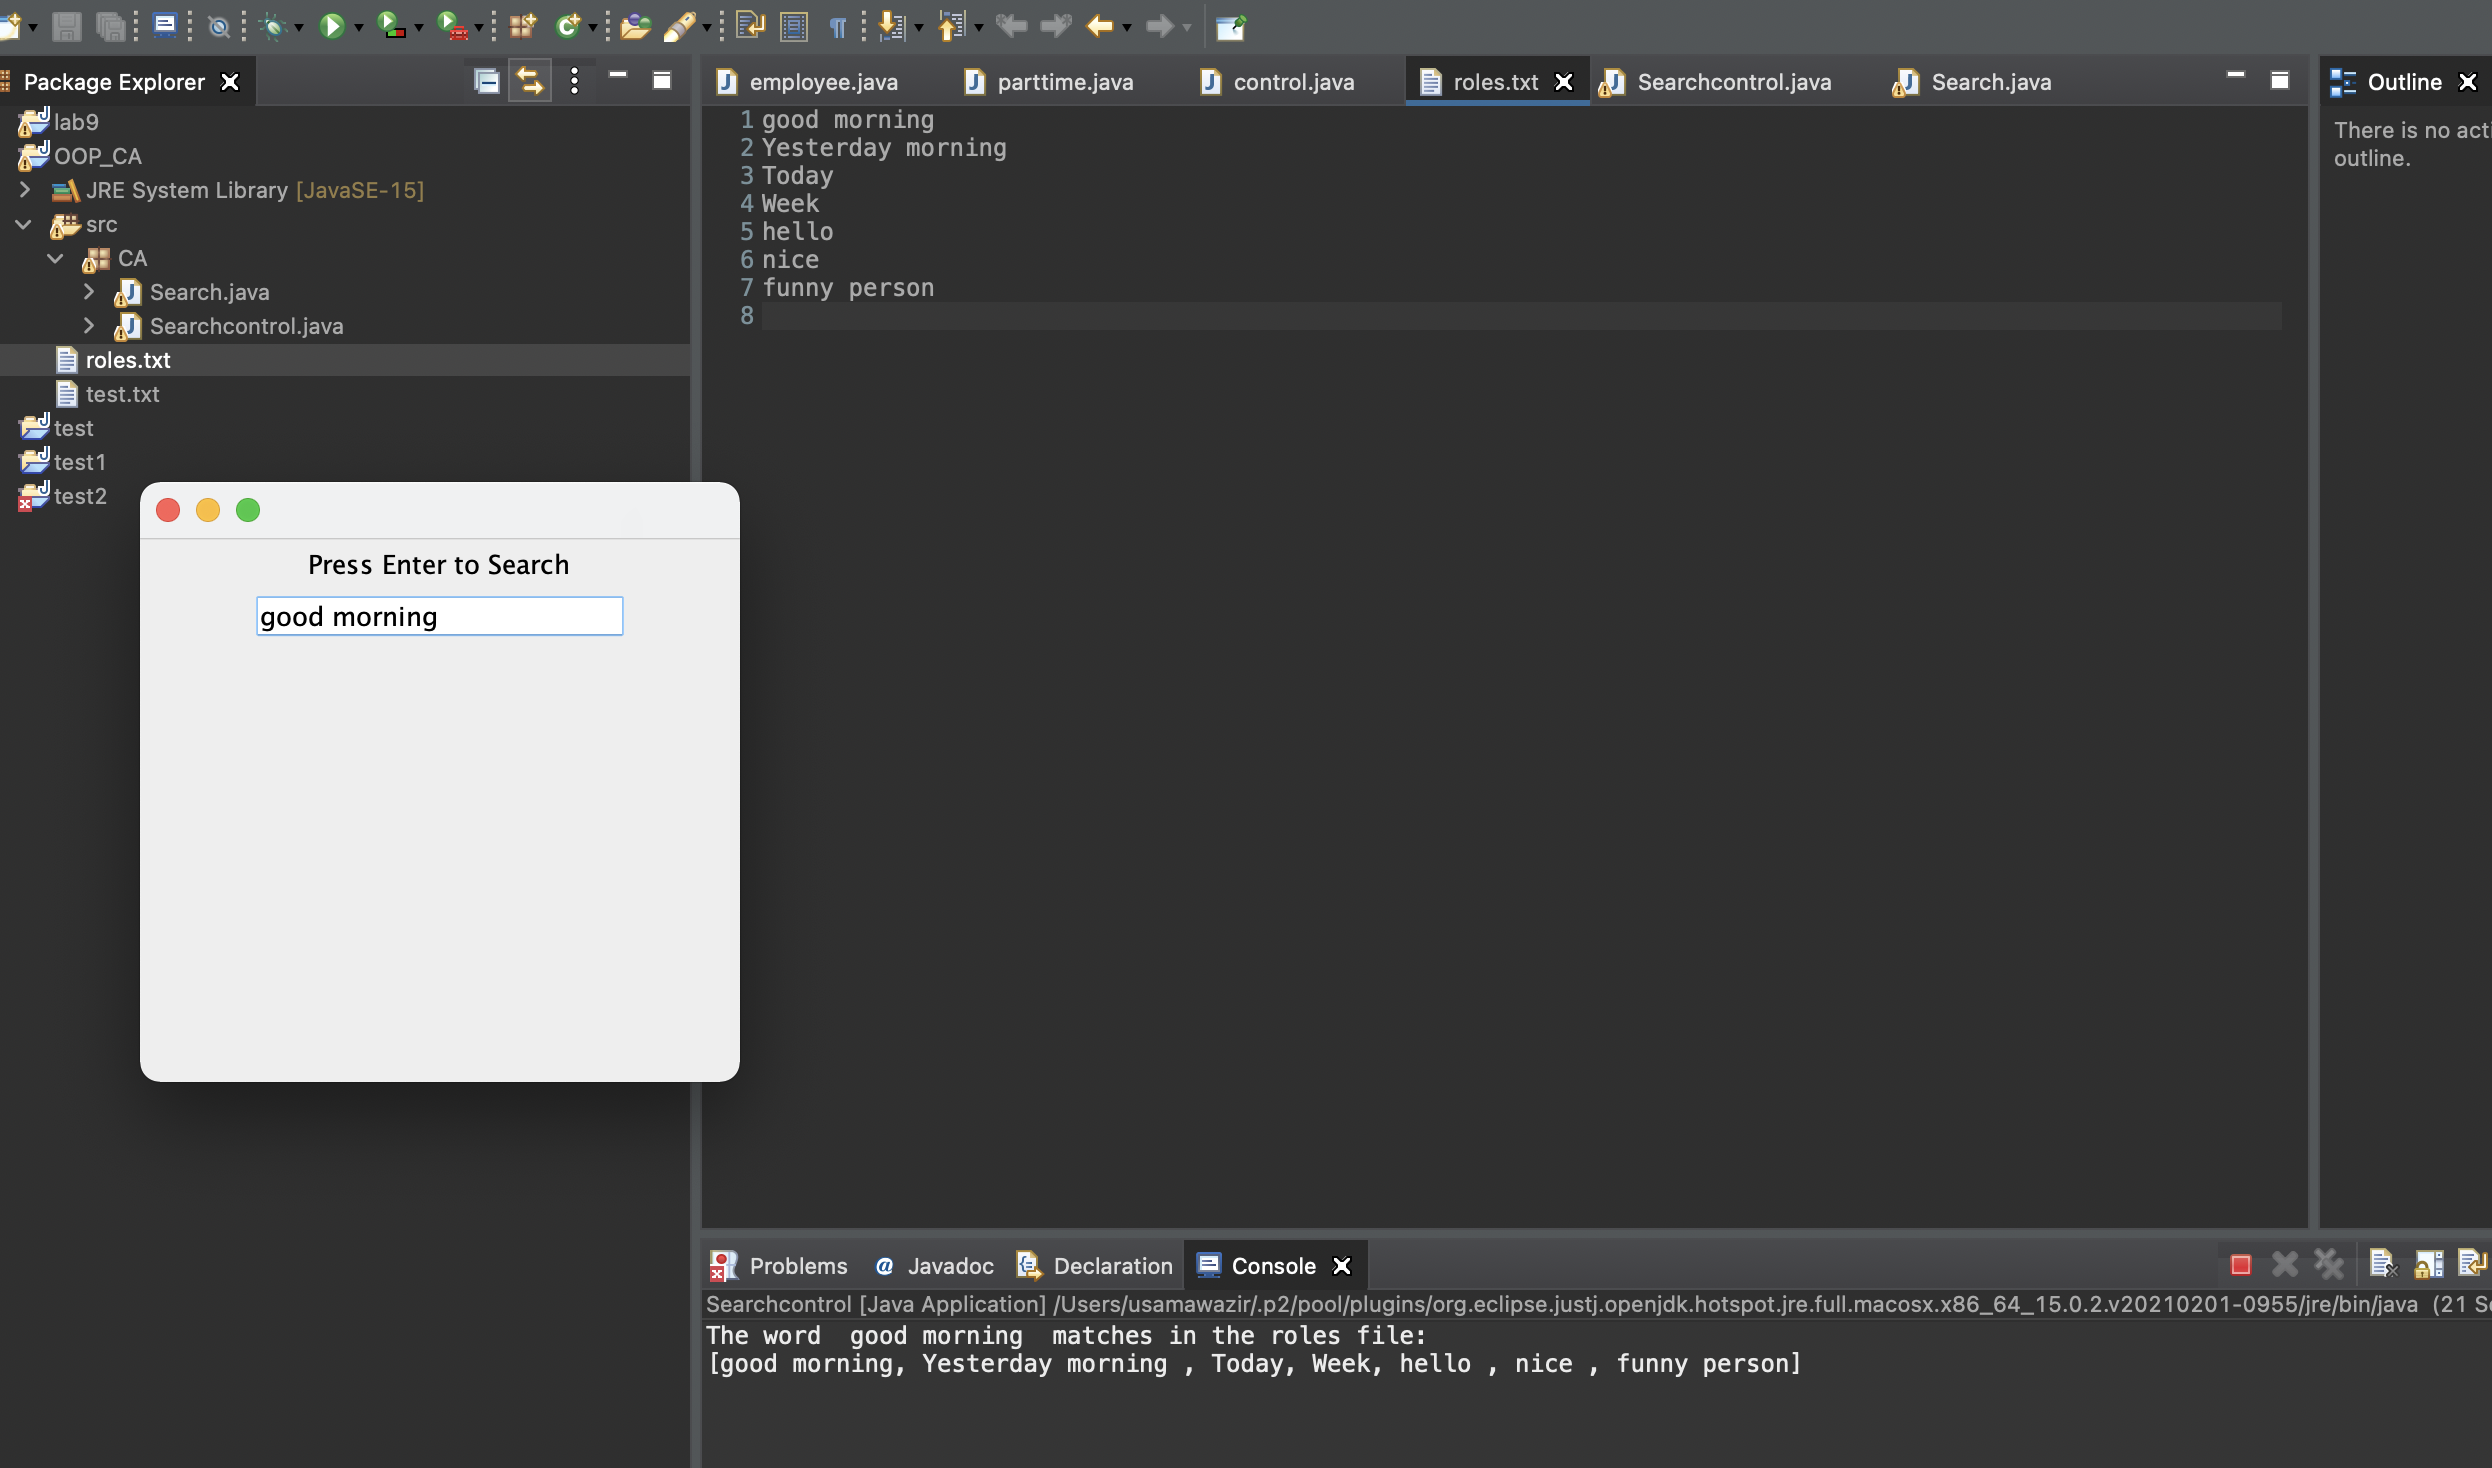 Package Explorer
lab9
OOP_CA
JRE System Library [JavaSE-15]
src
CA
Search.java
Searchcontrol.java
roles.txt
test.txt
test
test1
test2
Press Enter to Search
good morning
employee.java
parttime.java
control.java
roles.txt
Searchcontrol.java
Search.java
1 good morning
2 Yesterday morning
3 Today
4 Week
5 hello
6 nice
7 funny person
8
Outline
There is no acti
outline.
Problems
Javadoc
Declaration
Console
Searchcontrol [Java Application] /Users/usamawazir/.p2/pool/plugins/org.eclipse.justj.openjdk.hotspot.jre.full.macosx.x86_64_15.0.2.v20210201-0955/jre/bin/java (21 Se
The word  good morning  matches in the roles file:
[good morning, Yesterday morning , Today, Week, hello , nice , funny person]